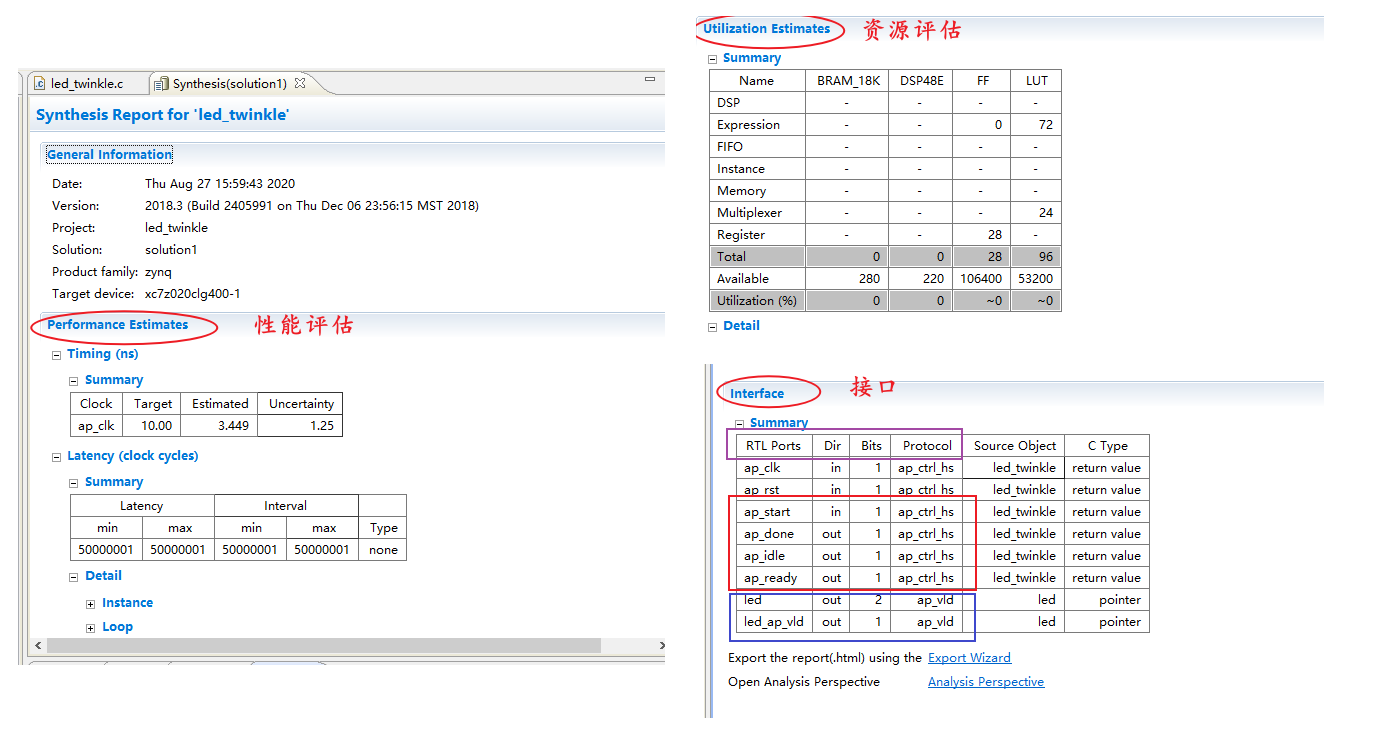 led_twinkle.c
Synthesis(solution1)
Synthesis Report for 'led_twinkle'
General Information
Date: Thu Aug 27 15:59:43 2020
Version: 2018.3 (Build 2405991 on Thu Dec 06 23:56:15 MST 2018)
Project: led_twinkle
Solution: solution1
Product family: zynq
Target device: xc7z020clg400-1
Performance Estimates 性能评估
Timing (ns)
Summary
Clock Target Estimated Uncertainty
ap_clk 10.00 3.449 1.25
Latency (clock cycles)
Summary
Latency Interval
min max min max Type
50000001 50000001 50000001 50000001 none
Detail
Instance
Loop
Utilization Estimates 资源评估
Summary
Name BRAM_18K DSP48E FF LUT
DSP - - - -
Expression - - 0 72
FIFO - - - -
Instance - - - -
Memory - - - -
Multiplexer - - - 24
Register - - 28 -
Total 0 0 28 96
Available 280 220 106400 53200
Utilization (%) 0 0 ~0 ~0
Detail
Interface 接口
Summary
RTL Ports Dir Bits Protocol Source Object C Type
ap_clk in 1 ap_ctrl_hs led_twinkle return value
ap_rst in 1 ap_ctrl_hs led_twinkle return value
ap_start in 1 ap_ctrl_hs led_twinkle return value
ap_done out 1 ap_ctrl_hs led_twinkle return value
ap_idle out 1 ap_ctrl_hs led_twinkle return value
ap_ready out 1 ap_ctrl_hs led_twinkle return value
led out 2 ap_vld led pointer
led_ap_vld out 1 ap_vld led pointer
Export the report(.html) using the Export Wizard
Open Analysis Perspective Analysis Perspective